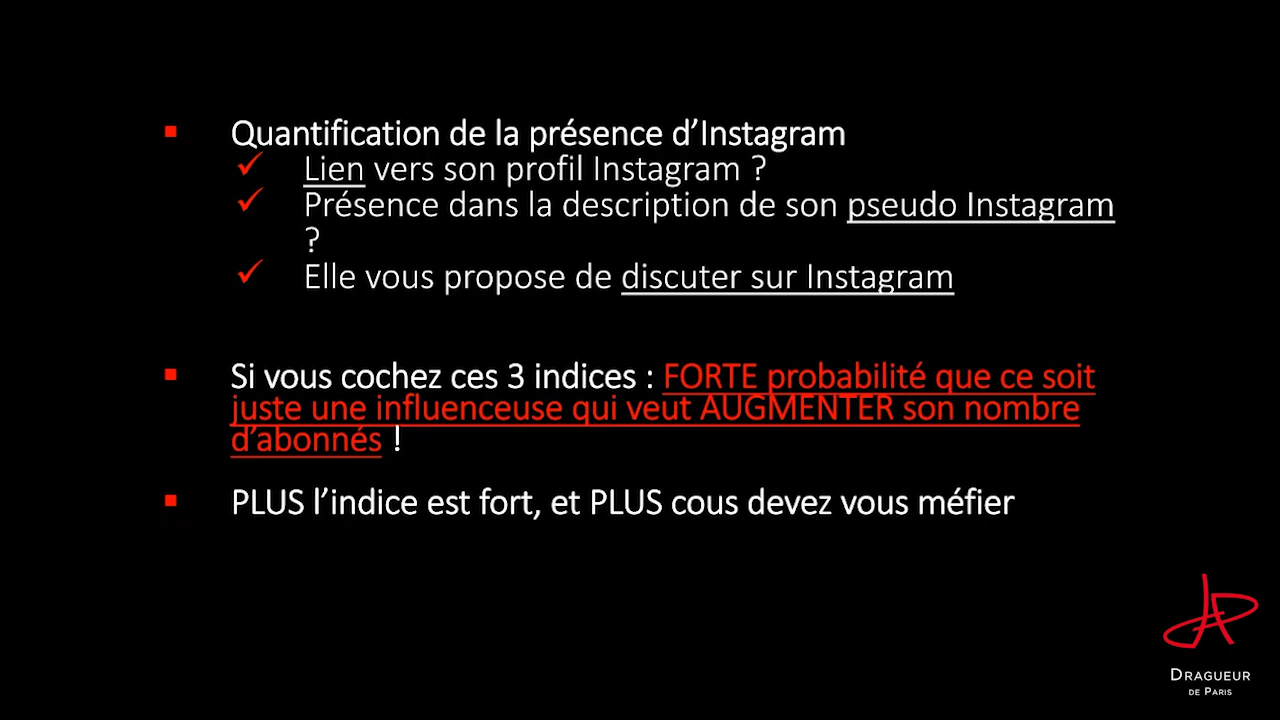 Quantification de la présence d’Instagram
Lien vers son profil Instagram ?
Présence dans la description de son pseudo Instagram
?
Elle vous propose de discuter sur Instagram
Si vous cochez ces 3 indices : FORTE probabilité que ce soit
juste une influenceuse qui veut AUGMENTER son nombre
d’abonnés !
PLUS l’indice est fort, et PLUS cous devez vous méfier
DRAGUEUR
DE PARIS